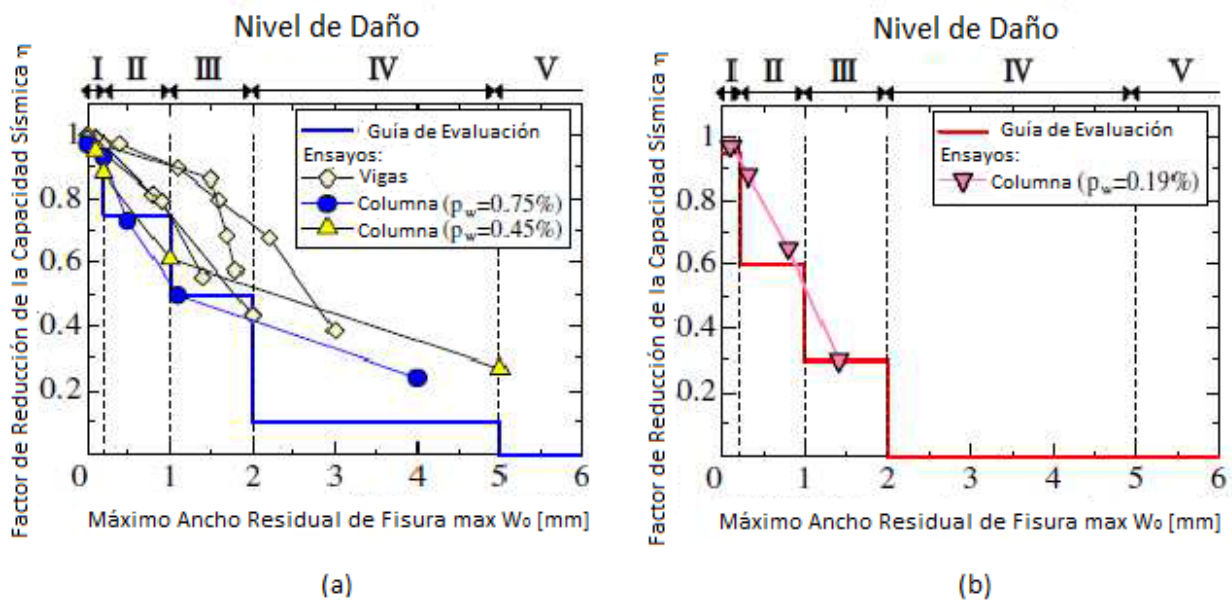 Nivel de Daño
I II III IV V
Factor de Reducción de la Capacidad Sísmica η
1
0.8
0.6
0.4
0.2
Guía de Evaluación
Ensayos:
Vigas
Columna (pw=0.75%)
Columna (pw=0.45%)
0 1 2 3 4 5 6
Máximo Ancho Residual de Fisura max W₀ [mm]
(a)
Nivel de Daño
I II III IV V
Factor de Reducción de la Capacidad Sísmica η
1
0.8
0.6
0.4
0.2
Guía de Evaluación
Ensayos:
Columna (pw=0.19%)
0 1 2 3 4 5 6
Máximo Ancho Residual de Fisura max W₀ [mm]
(b)